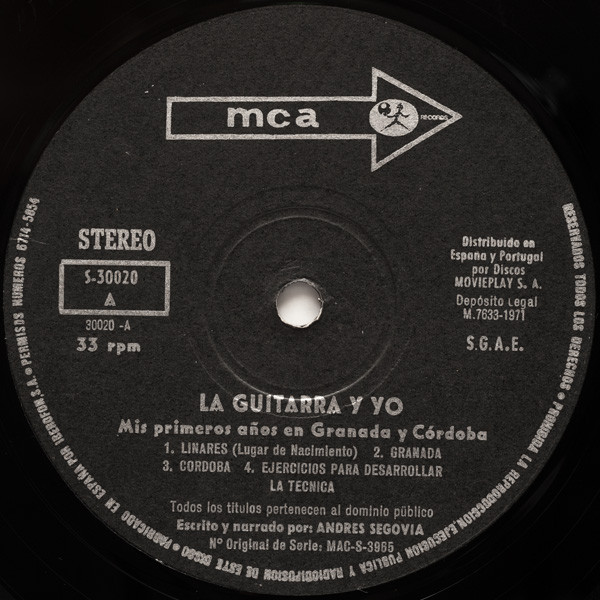 mca
RECORDS
STEREO
S-30020
A
30020 -A
33 rpm
Distribuido en
Espana y Portugal
por Discos
MOVIEPLAY S. A.
Depósito Legal
M.7633-1971
S.G.A.E.
LA GUITARRA Y YO
Mis primeros años en Granada y Córdoba
1. LINARES (Lugar de Nacimiento) 2. GRANADA
3. CORDOBA 4. EJERCICIOS PARA DESARROLLAR
LA TECNICA
Todos los titulos pertenecen al dominio público
Escrito y narrado por: ANDRES SEGOVIA
Nº Original de Serie: MAC-S-3965
RESERVADOS TODOS LOS DERECHOS • PROHIBIDA LA REPRODUCCION, EJECUSION PUBLICA Y RADIODIFUSION DE ESTE DISCO • FABRICADO EN ESPAÑA POR IBEROFON, S.A. • PERMISOS NUMEROS 6714-5054